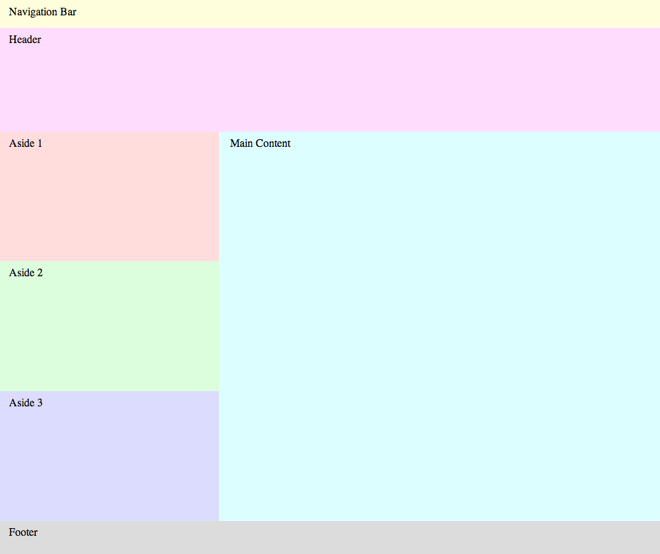 Navigation Bar
Header
Aside 1
Main Content
Aside 2
Aside 3
Footer